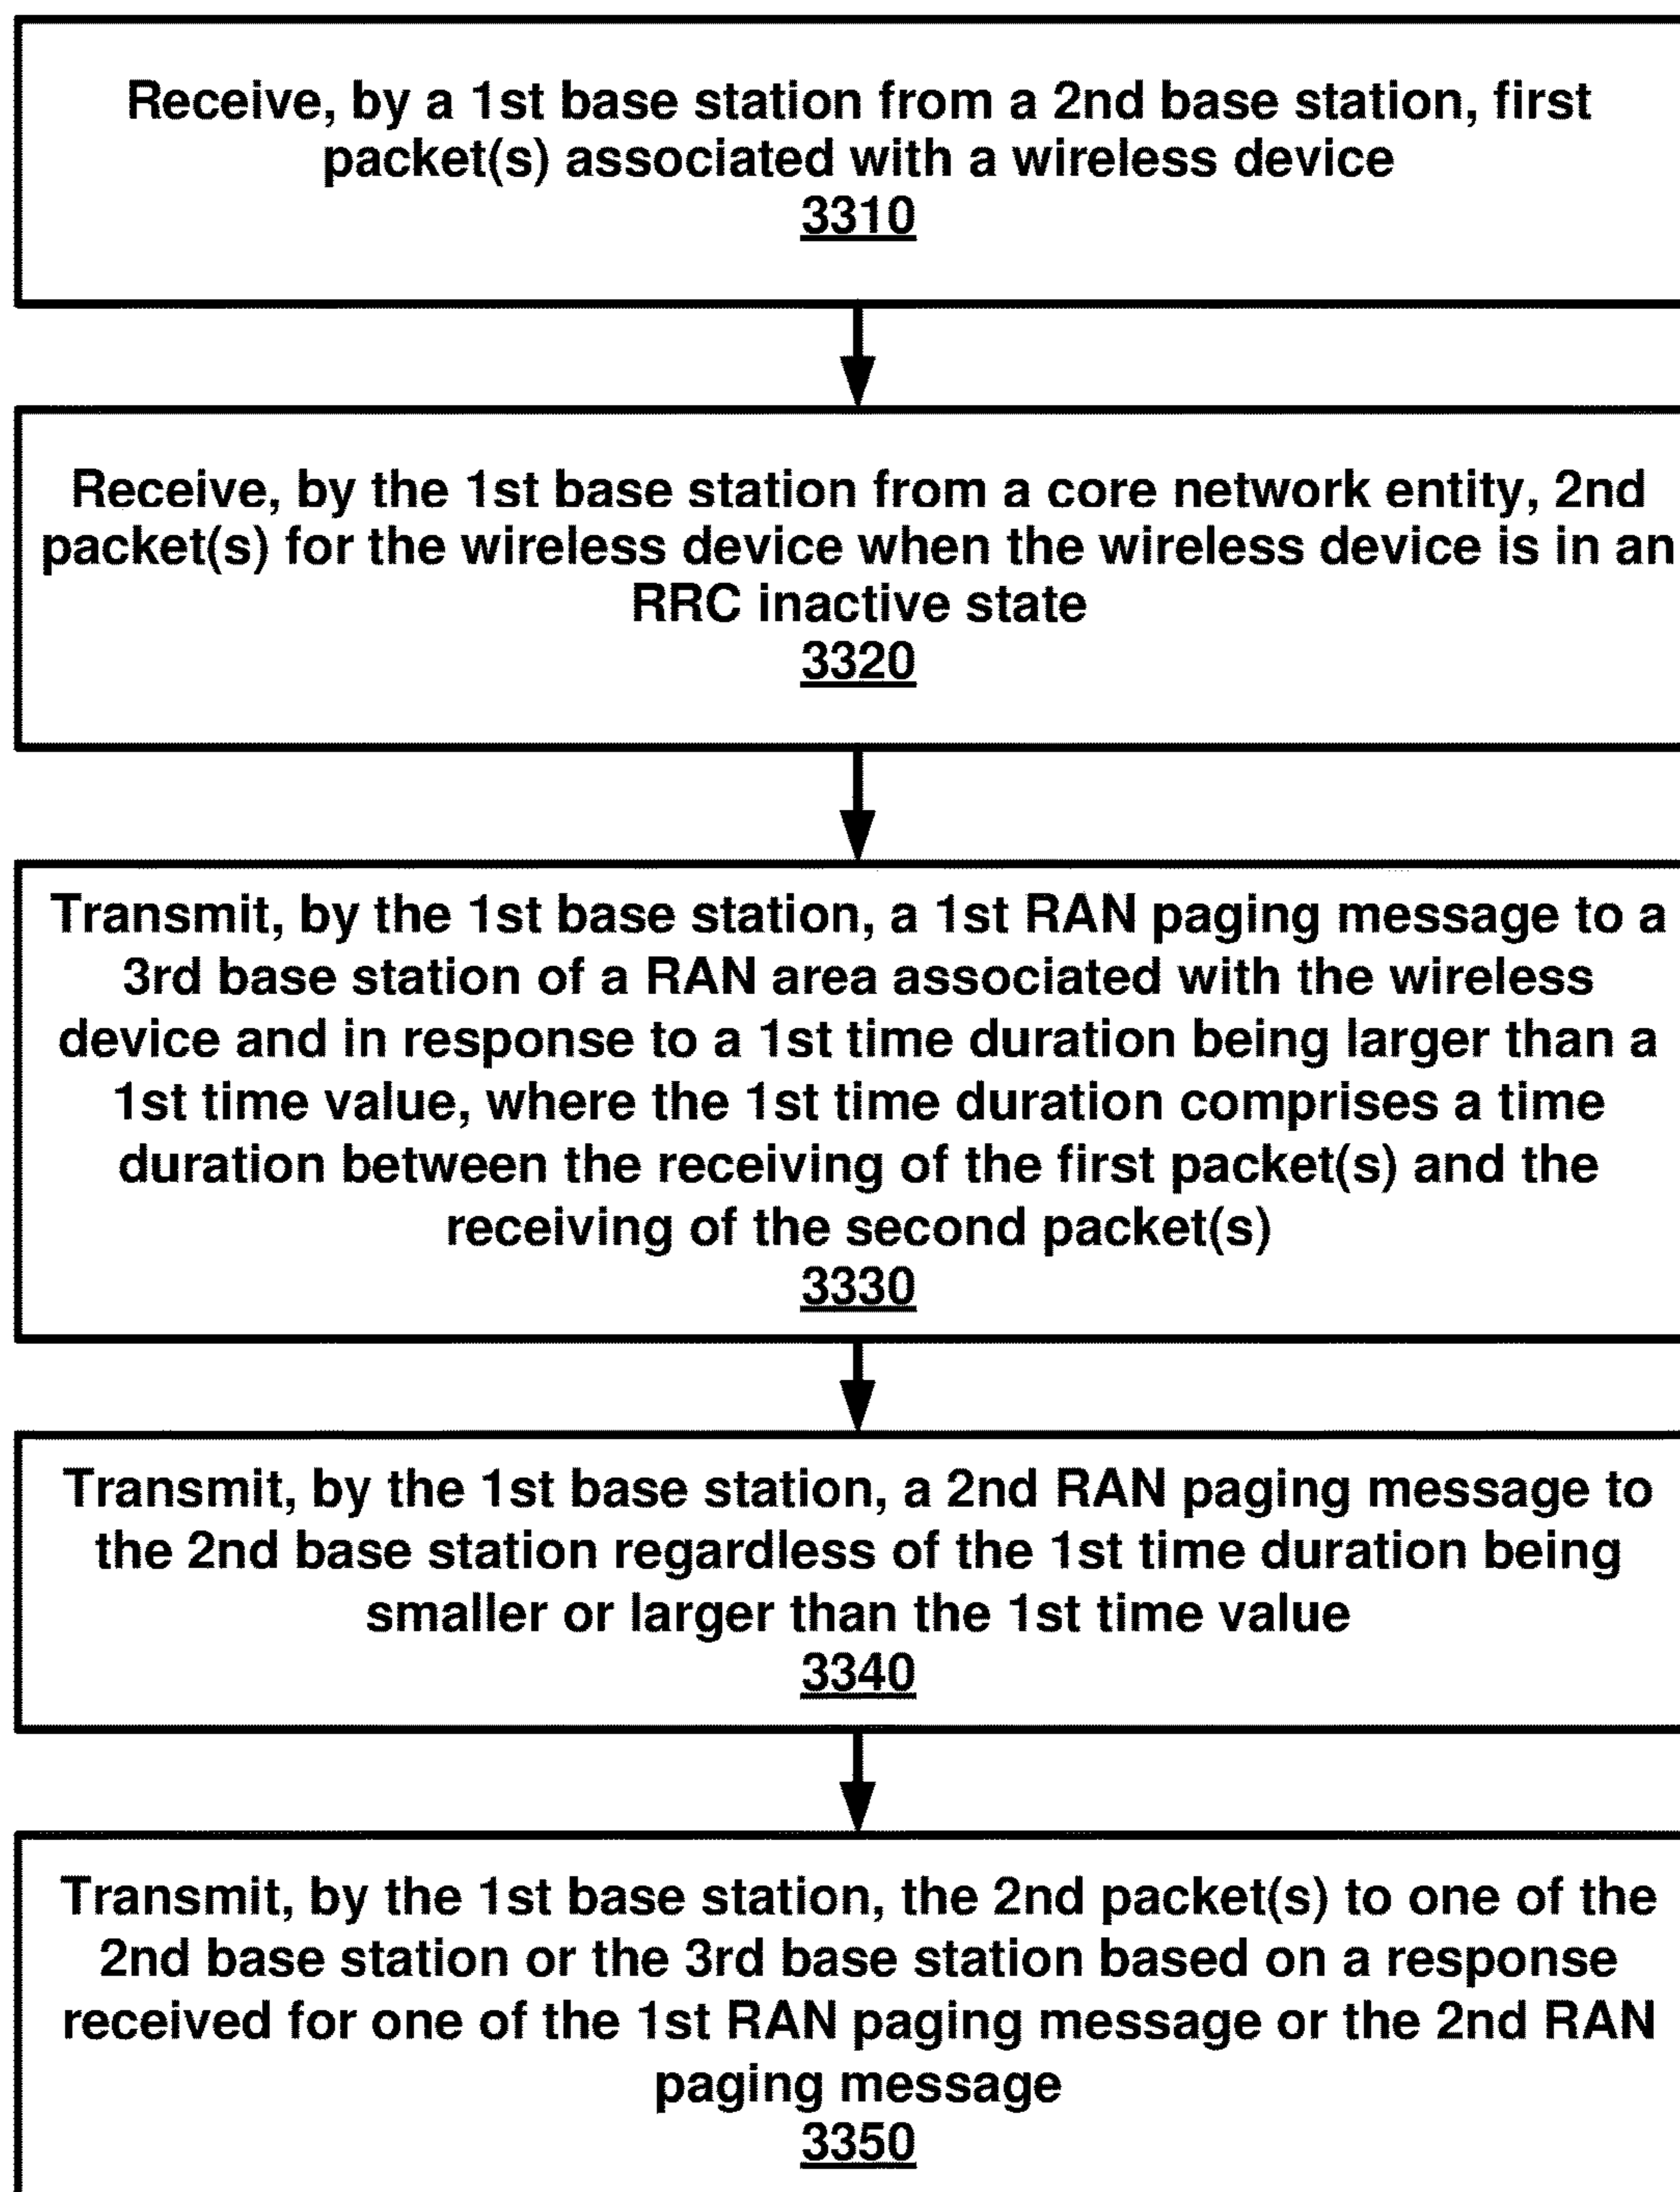 Receive, by a 1st base station from a 2nd base station, first
packet(s) associated with a wireless device
3310
Receive, by the 1st base station from a core network entity, 2nd
packet(s) for the wireless device when the wireless device is in an
RRC inactive state
3320
Transmit, by the 1st base station, a 1st RAN paging message to a
3rd base station of a RAN area associated with the wireless
device and in response to a 1st time duration being larger than a
1st time value, where the 1st time duration comprises a time
duration between the receiving of the first packet(s) and the
receiving of the second packet(s)
3330
Transmit, by the 1st base station, a 2nd RAN paging message to
the 2nd base station regardless of the 1st time duration being
smaller or larger than the 1st time value
3340
Transmit, by the 1st base station, the 2nd packet(s) to one of the
2nd base station or the 3rd base station based on a response
received for one of the 1st RAN paging message or the 2nd RAN
paging message
3350